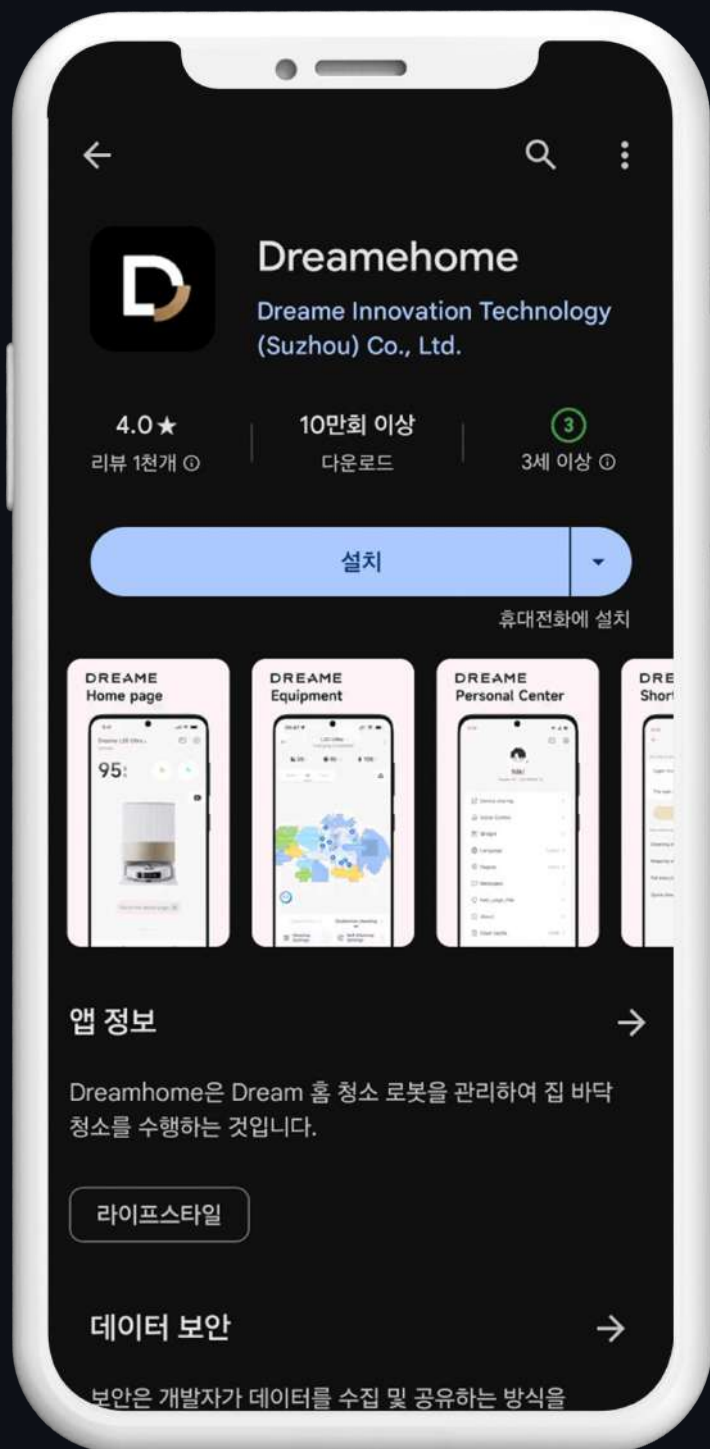 Dreamehome
Dreame Innovation Technology
(Suzhou) Co., Ltd.
4.0★
리뷰 1천개
10만회 이상
다운로드
3
3세 이상
설치
휴대전화에 설치
DREAME
Home page
95
DREAME
Equipment
DREAME
Personal Center
DRE
Short
앱 정보
Dreamhome은 Dream 홈 청소 로봇을 관리하여 집 바닥
청소를 수행하는 것입니다.
라이프스타일
데이터 보안
보안은 개발자가 데이터를 수집 및 공유하는 방식을